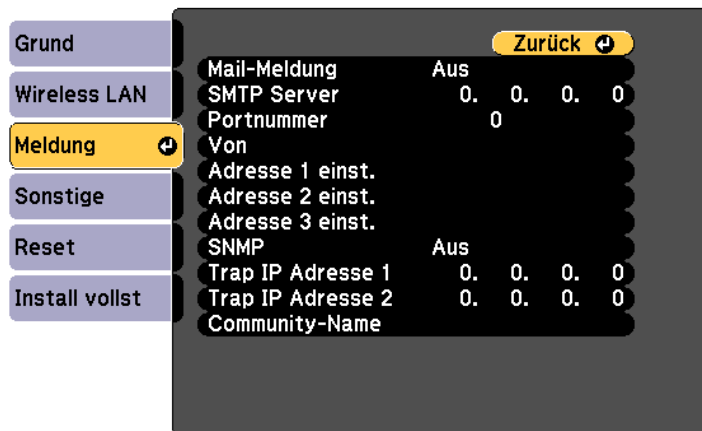 Grund
Wireless LAN
Meldung
Sonstige
Reset
Install vollst
Zurück
Mail-Meldung Aus
SMTP Server 0. 0. 0. 0
Portnummer 0
Von
Adresse 1 einst.
Adresse 2 einst.
Adresse 3 einst.
SNMP Aus
Trap IP Adresse 1 0. 0. 0. 0
Trap IP Adresse 2 0. 0. 0. 0
Community-Name